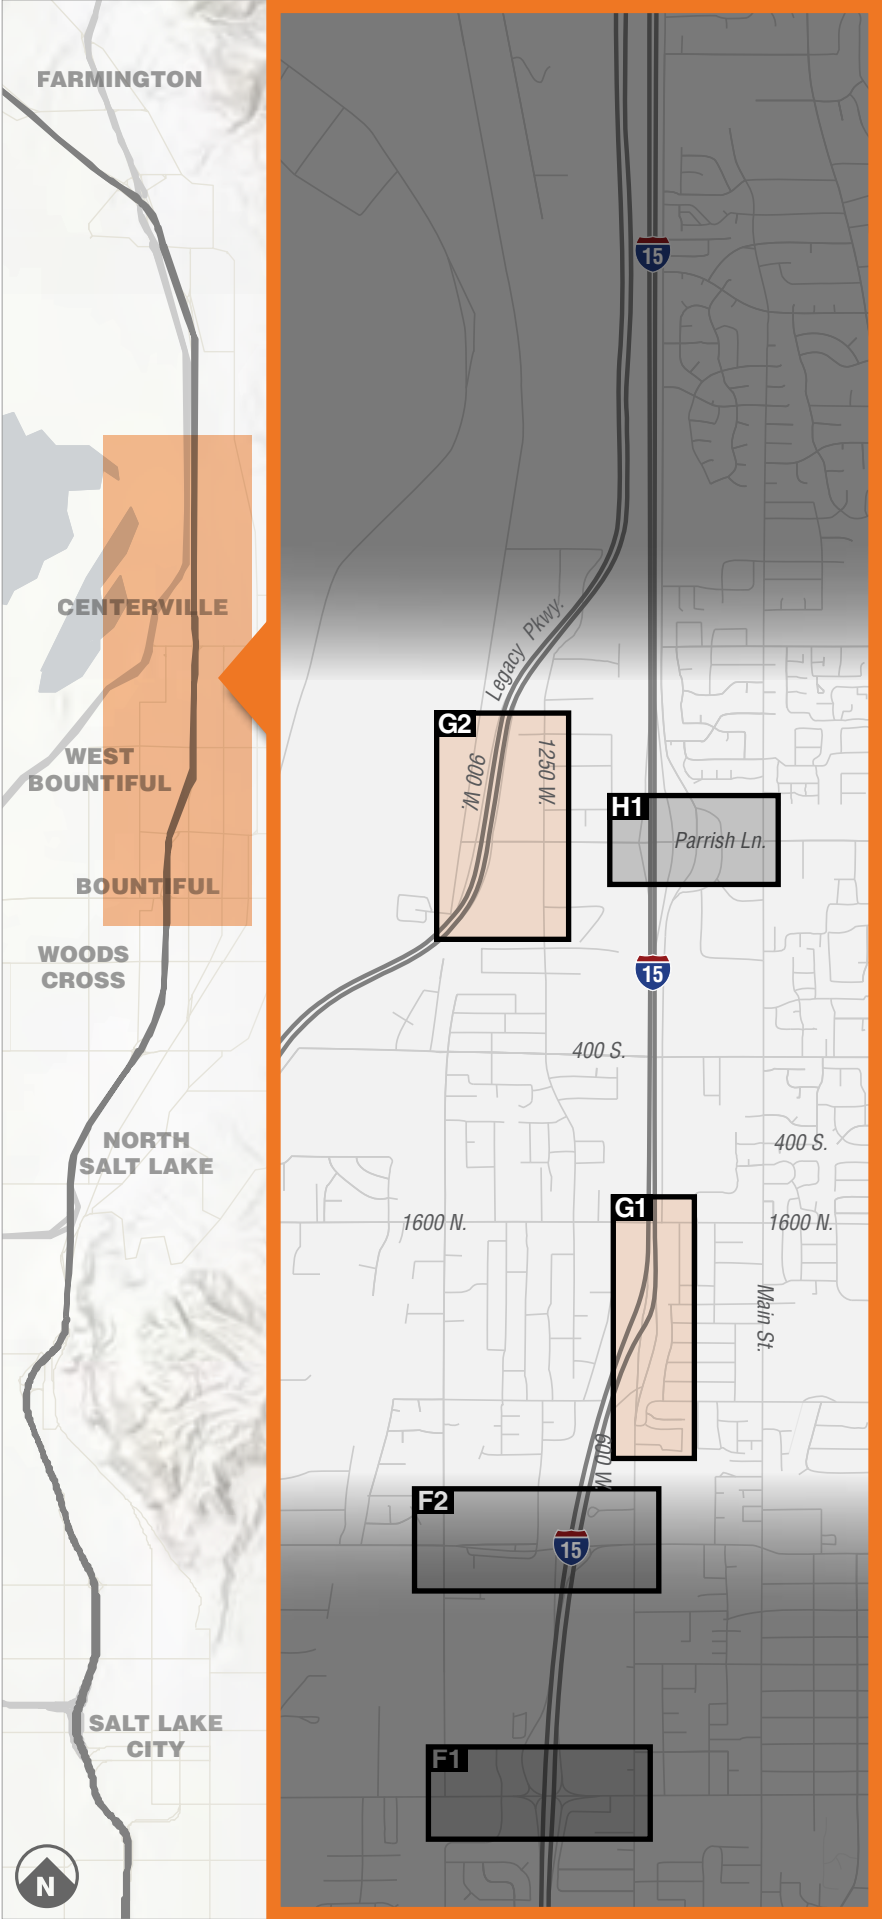 FARMINGTON
CENTERVILLE
WEST
BOUNTIFUL
BOUNTIFUL
WOODS
CROSS
NORTH
SALT LAKE
SALT LAKE
CITY
N
15
Legacy Pkwy.
G2
900 W.
1250 W.
H1
Parrish Ln.
15
400 S.
400 S.
G1
1600 N.
1600 N.
Main St.
600 W.
F2
15
F1